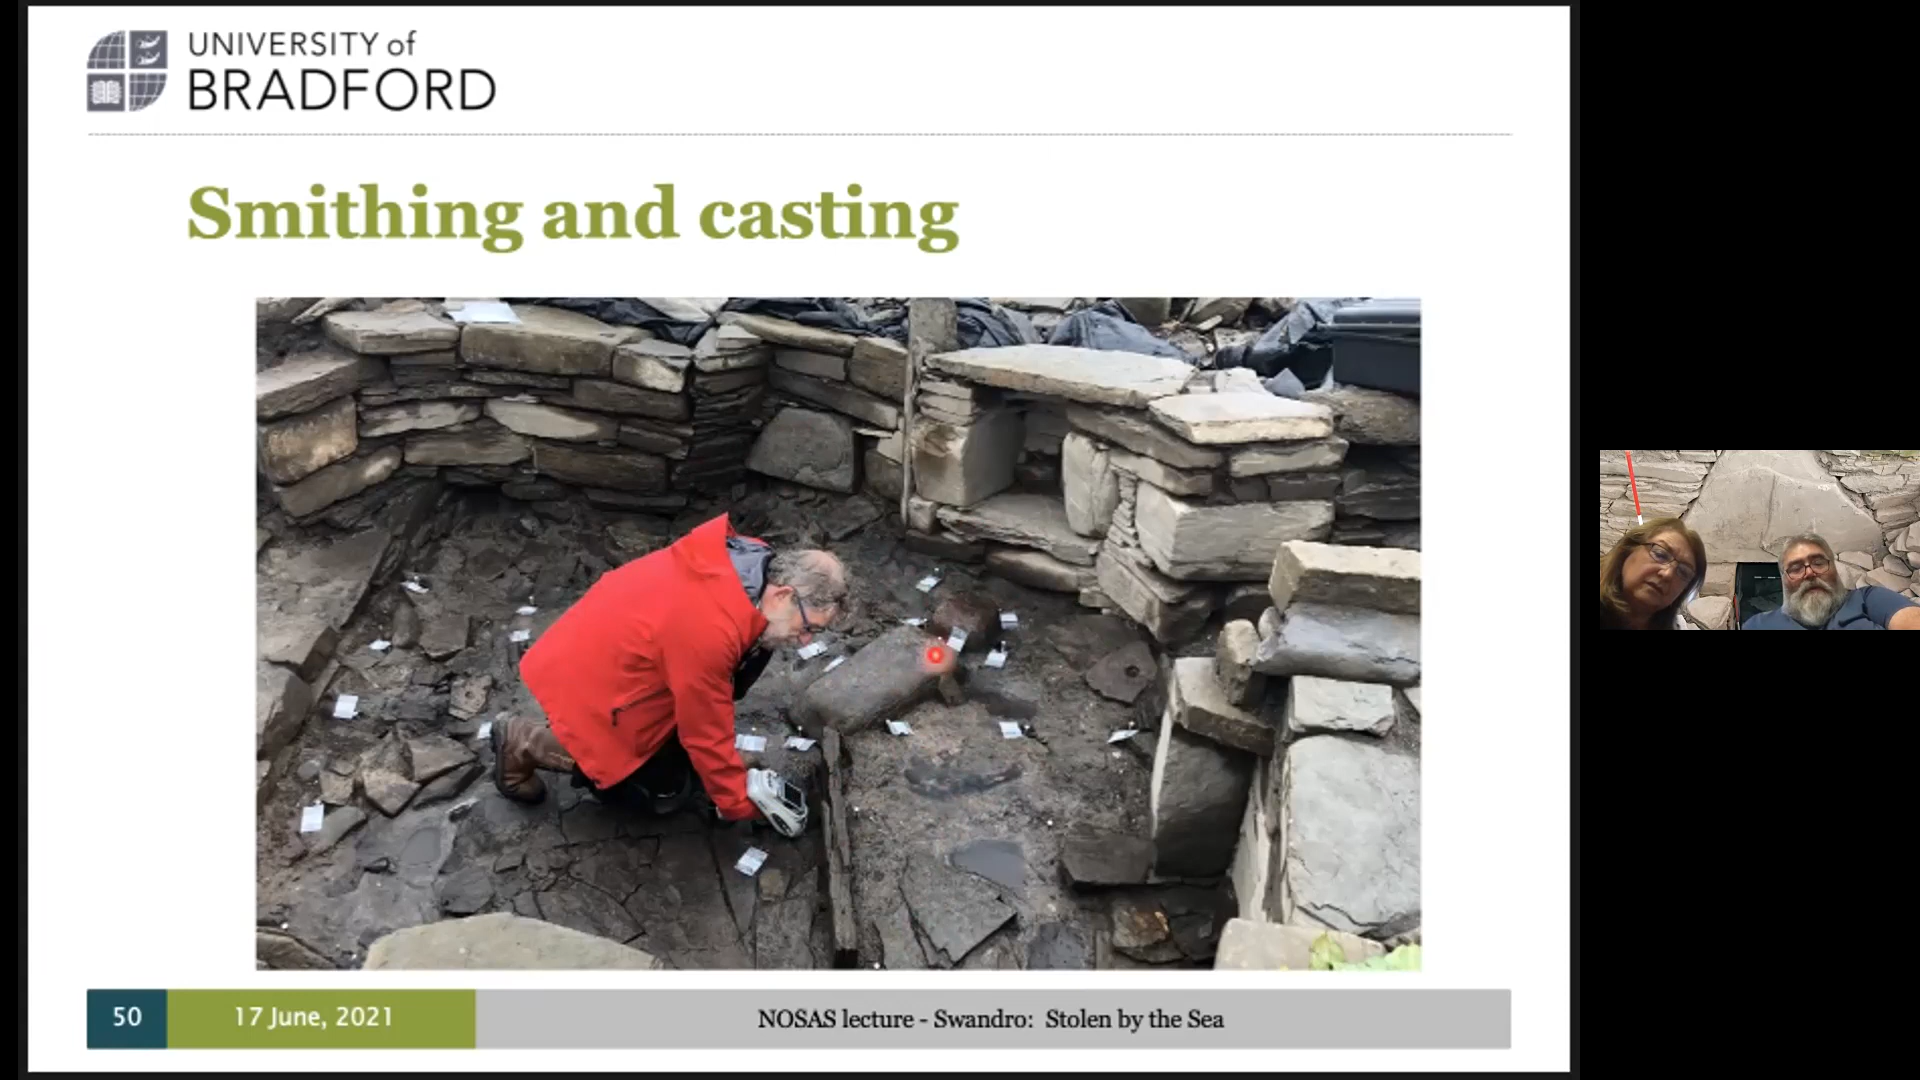 UNIVERSITY of
BRADFORD
Smithing and casting
50
17 June, 2021
NOSAS lecture - Swandro: Stolen by the Sea